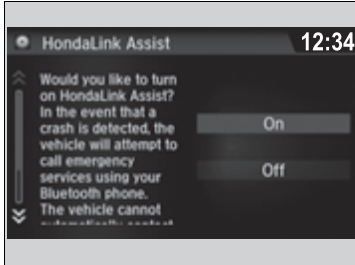 HondaLink Assist
12:34
Would you like to turn
on HondaLink Assist?
In the event that a
crash is detected, the
vehicle will attempt to
call emergency
services using your
Bluetooth phone.
The vehicle cannot
On
Off